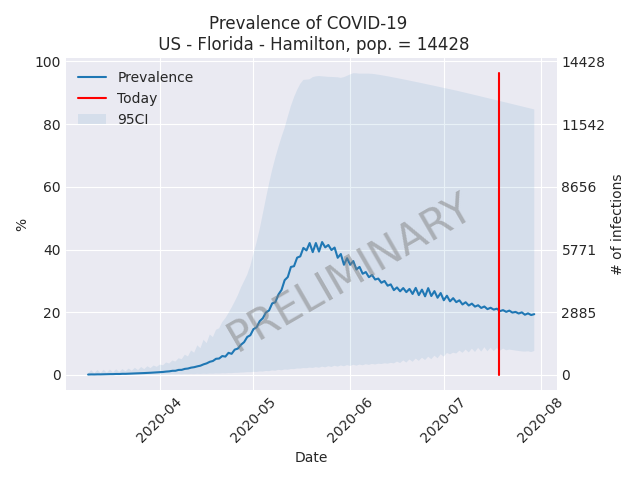 Prevalence of COVID-19
US - Florida - Hamilton, pop. = 14428
100
80
60
40
20
0
%
Prevalence
Today
95CI
PRELIMINARY
14428
11542
8656
5771
2885
0
# of infections
2020-04
2020-05
2020-06
2020-07
2020-08
Date